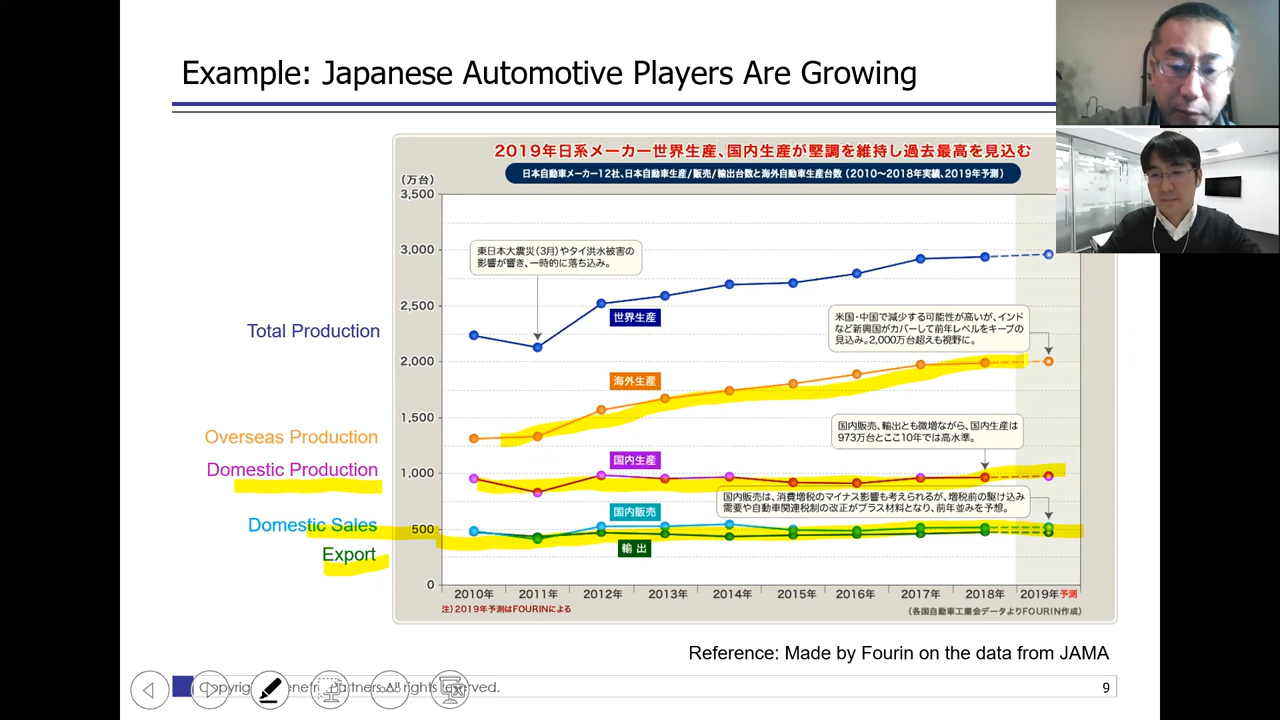 Example: Japanese Automotive Players Are Growing
2019年日系メーカー世界生産、国内生産が堅調を維持し過去最高を見込む
日本自動車メーカー12社、日本自動車生産/販売/輸出台数と海外自動車生産台数（2010～2018年実績、2019年予測）
(万台)
3,500
3,000
2,500
2,000
1,500
1,000
500
0
東日本大震災(3月)やタイ洪水被害の
影響が響き、一時的に落ち込み。
世界生産
米国・中国で減少する可能性が高いが、インド
など新興国がカバーして前年レベルをキープの
見込み。2,000万台超えも視野に。
海外生産
国内販売、輸出とも微増ながら、国内生産は
973万台とここ10年では高水準。
国内生産
国内販売は、消費増税のマイナス影響も考えられるが、増税前の駆け込み
需要や自動車関連税制の改正がプラス材料となり、前年並みを予想。
国内販売
輸出
Total Production
Overseas Production
Domestic Production
Domestic Sales
Export
2010年 2011年 2012年 2013年 2014年 2015年 2016年 2017年 2018年 2019年予測
注）2019年予測はFOURINによる
(各国自動車工業会データよりFOURIN作成)
Reference: Made by Fourin on the data from JAMA
rights reserved.
9